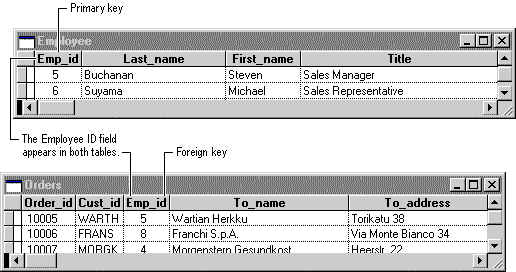 Primary key
Employee
Emp_id Last_name First_name Title
5 Buchanan Steven Sales Manager
6 Suyama Michael Sales Representative
The Employee ID field
appears in both tables.
Foreign key
Orders
Order_id Cust_id Emp_id To_name To_address
10005 WARTH 5 Wartian Herkku Torikatu 38
10006 FRANS 8 Franchi S.p.A. Via Monte Bianco 34
10007 MORGK 4 Morgenstern Gesundkost Heerstr. 22